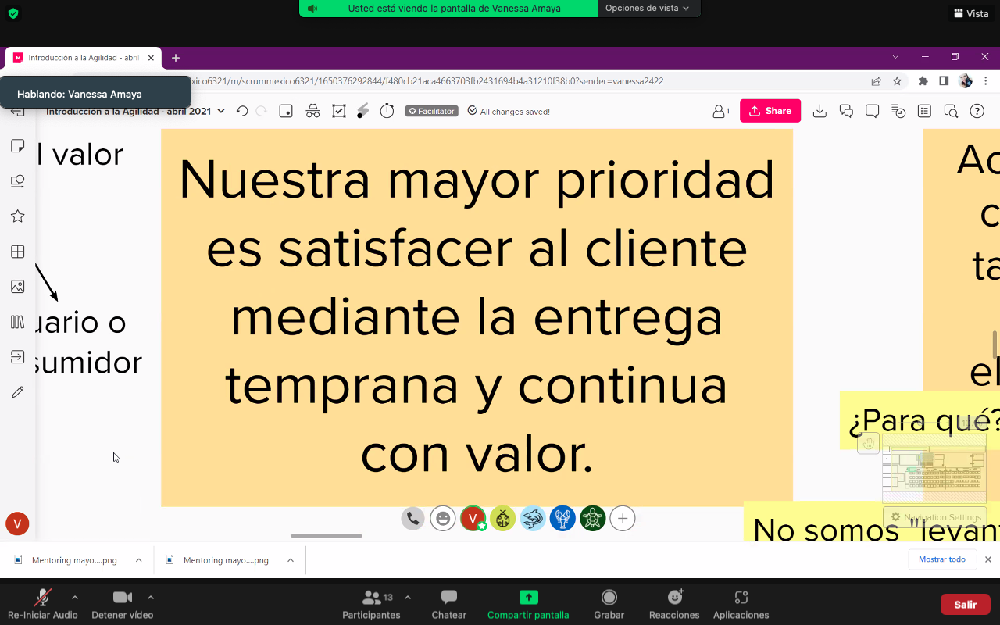 Usted está viendo la pantalla de Vanessa Amaya
Opciones de vista
Vista
Introducción a la Agilidad - abril
xico6321/m/scrummexico6321/1650376292844/f480cb21aca4663703fb2431694b4a31210f38b0?sender=vanessa2422
Hablando: Vanessa Amaya
Introducción a la Agilidad - abril 2021
Facilitator
All changes saved!
1
Share
l valor
uario o
sumidor
Nuestra mayor prioridad
es satisfacer al cliente
mediante la entrega
temprana y continua
con valor.
Ac
c
ta
el
¿Para qué?
No somos "levant
Navigation Settings
V
V
Mentoring mayo....png
Mentoring mayo....png
Mostrar todo
Re-Iniciar Audio
Detener vídeo
Participantes
13
Chatear
Compartir pantalla
Grabar
Reacciones
Aplicaciones
Salir